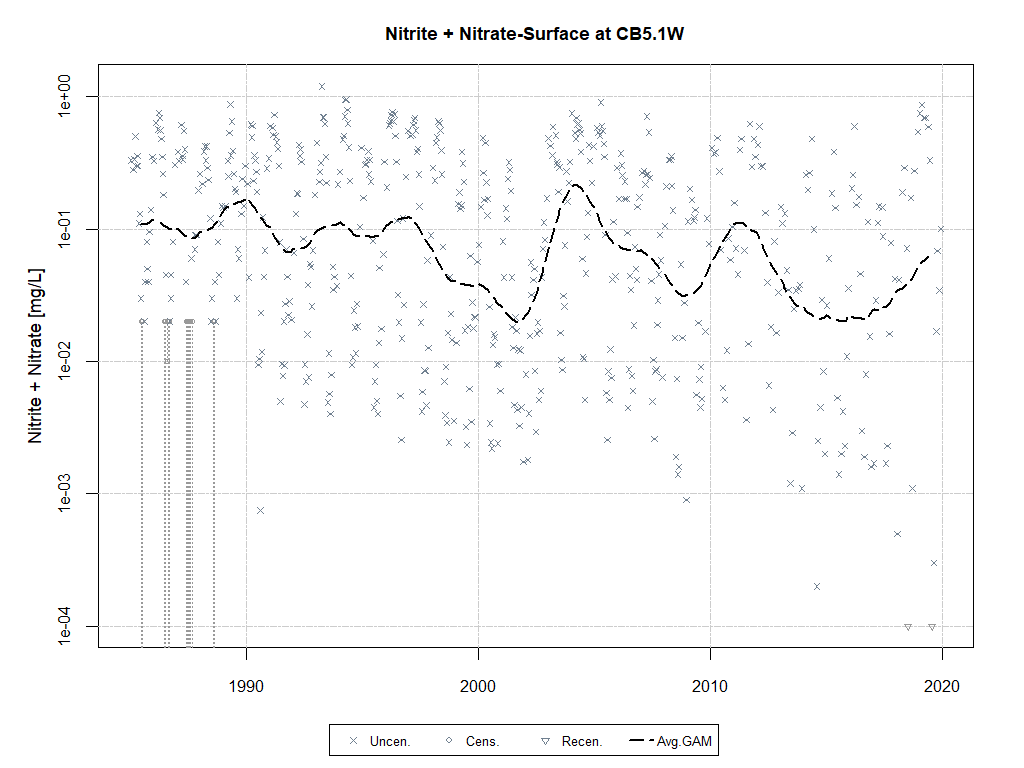 Nitrite + Nitrate-Surface at CB5.1W
Nitrite + Nitrate [mg/L]
1e+00
1e-01
1e-02
1e-03
1e-04
1990
2000
2010
2020
Uncen.
Cens.
Recen.
Avg.GAM